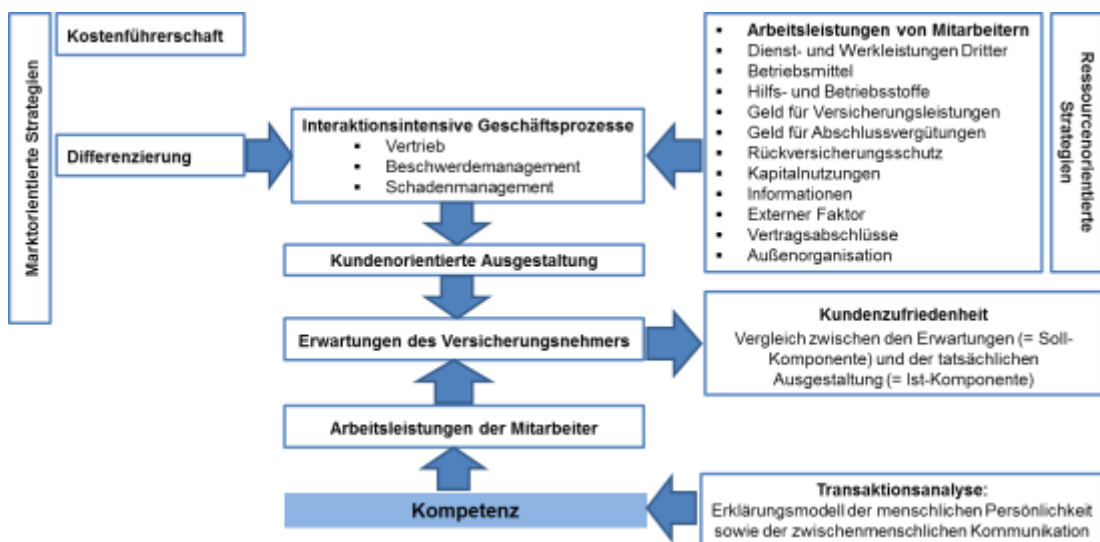 Marktorientierte Strategien
Kostenführerschaft
Differenzierung
Interaktionsintensive Geschäftsprozesse
▪ Vertrieb
▪ Beschwerdemanagement
▪ Schadenmanagement
▪ Arbeitsleistungen von Mitarbeitern
▪ Dienst- und Werkleistungen Dritter
▪ Betriebsmittel
▪ Hilfs- und Betriebsstoffe
▪ Geld für Versicherungsleistungen
▪ Geld für Abschlussvergütungen
▪ Rückversicherungsschutz
▪ Kapitalnutzungen
▪ Informationen
▪ Externer Faktor
▪ Vertragsabschlüsse
▪ Außenorganisation
Ressourcenorientierte
Strategien
Kundenorientierte Ausgestaltung
Erwartungen des Versicherungsnehmers
Kundenzufriedenheit
Vergleich zwischen den Erwartungen (= Soll-
Komponente) und der tatsächlichen
Ausgestaltung (= Ist-Komponente)
Arbeitsleistungen der Mitarbeiter
Kompetenz
Transaktionsanalyse:
Erklärungsmodell der menschlichen Persönlichkeit
sowie der zwischenmenschlichen Kommunikation